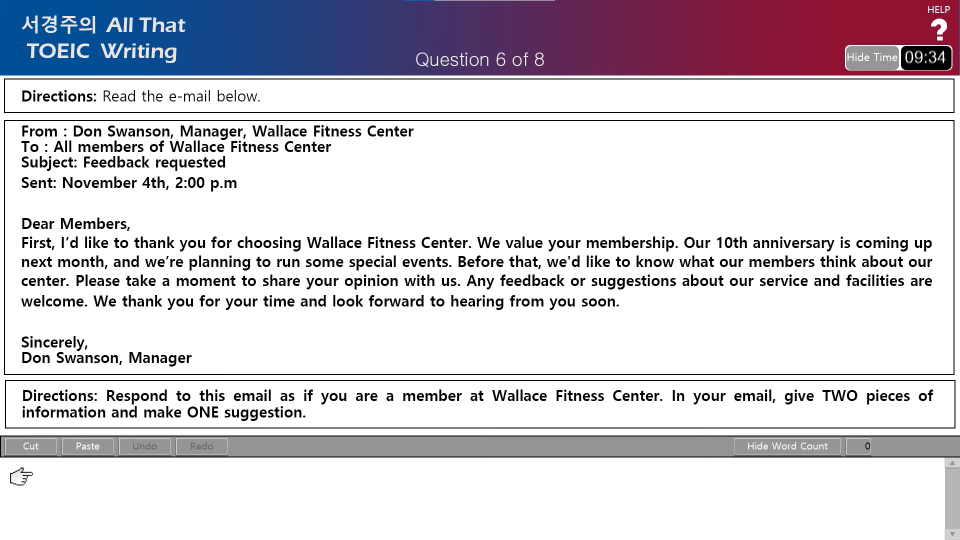 서경주의 All That
TOEIC Writing
Question 6 of 8
HELP
?
Hide Time 09:34
Directions: Read the e-mail below.
From : Don Swanson, Manager, Wallace Fitness Center
To : All members of Wallace Fitness Center
Subject: Feedback requested
Sent: November 4th, 2:00 p.m
Dear Members,
First, I’d like to thank you for choosing Wallace Fitness Center. We value your membership. Our 10th anniversary is coming up
next month, and we’re planning to run some special events. Before that, we'd like to know what our members think about our
center. Please take a moment to share your opinion with us. Any feedback or suggestions about our service and facilities are
welcome. We thank you for your time and look forward to hearing from you soon.
Sincerely,
Don Swanson, Manager
Directions: Respond to this email as if you are a member at Wallace Fitness Center. In your email, give TWO pieces of
information and make ONE suggestion.
Cut Paste Undo Redo Hide Word Count 0